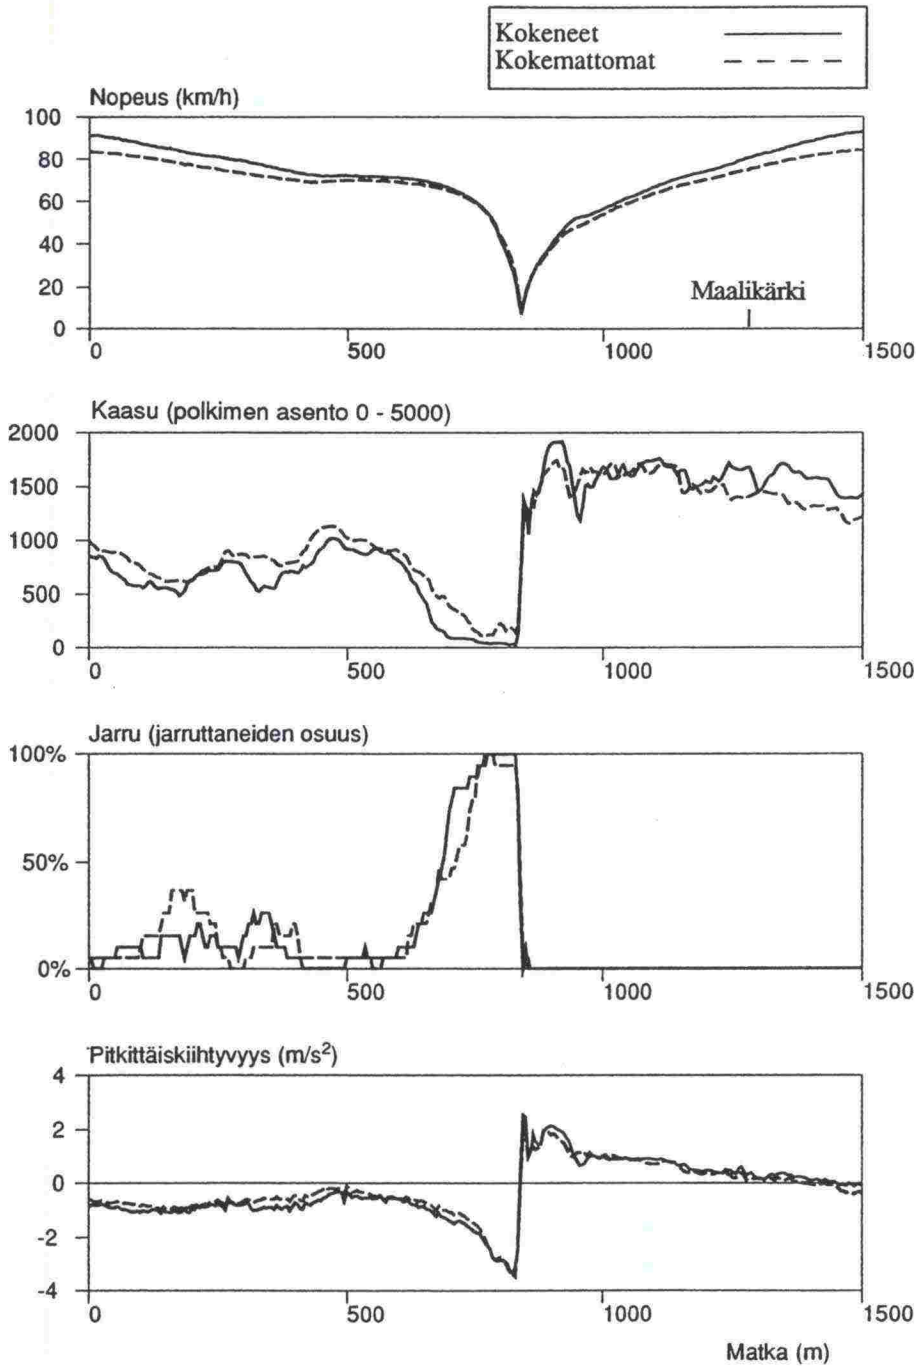 Kokeneet
Kokemattomat
Nopeus (km/h)
100
80
60
40
20
0
Maalikärki
0 500 1000 1500
Kaasu (polkimen asento 0 - 5000)
2000
1500
1000
500
0
0 500 1000 1500
Jarru (jarruttaneiden osuus)
100%
50%
0%
0 500 1000 1500
Pitkittäiskiihtyvyys (m/s²)
4
2
0
-2
-4
0 500 1000 1500
Matka (m)